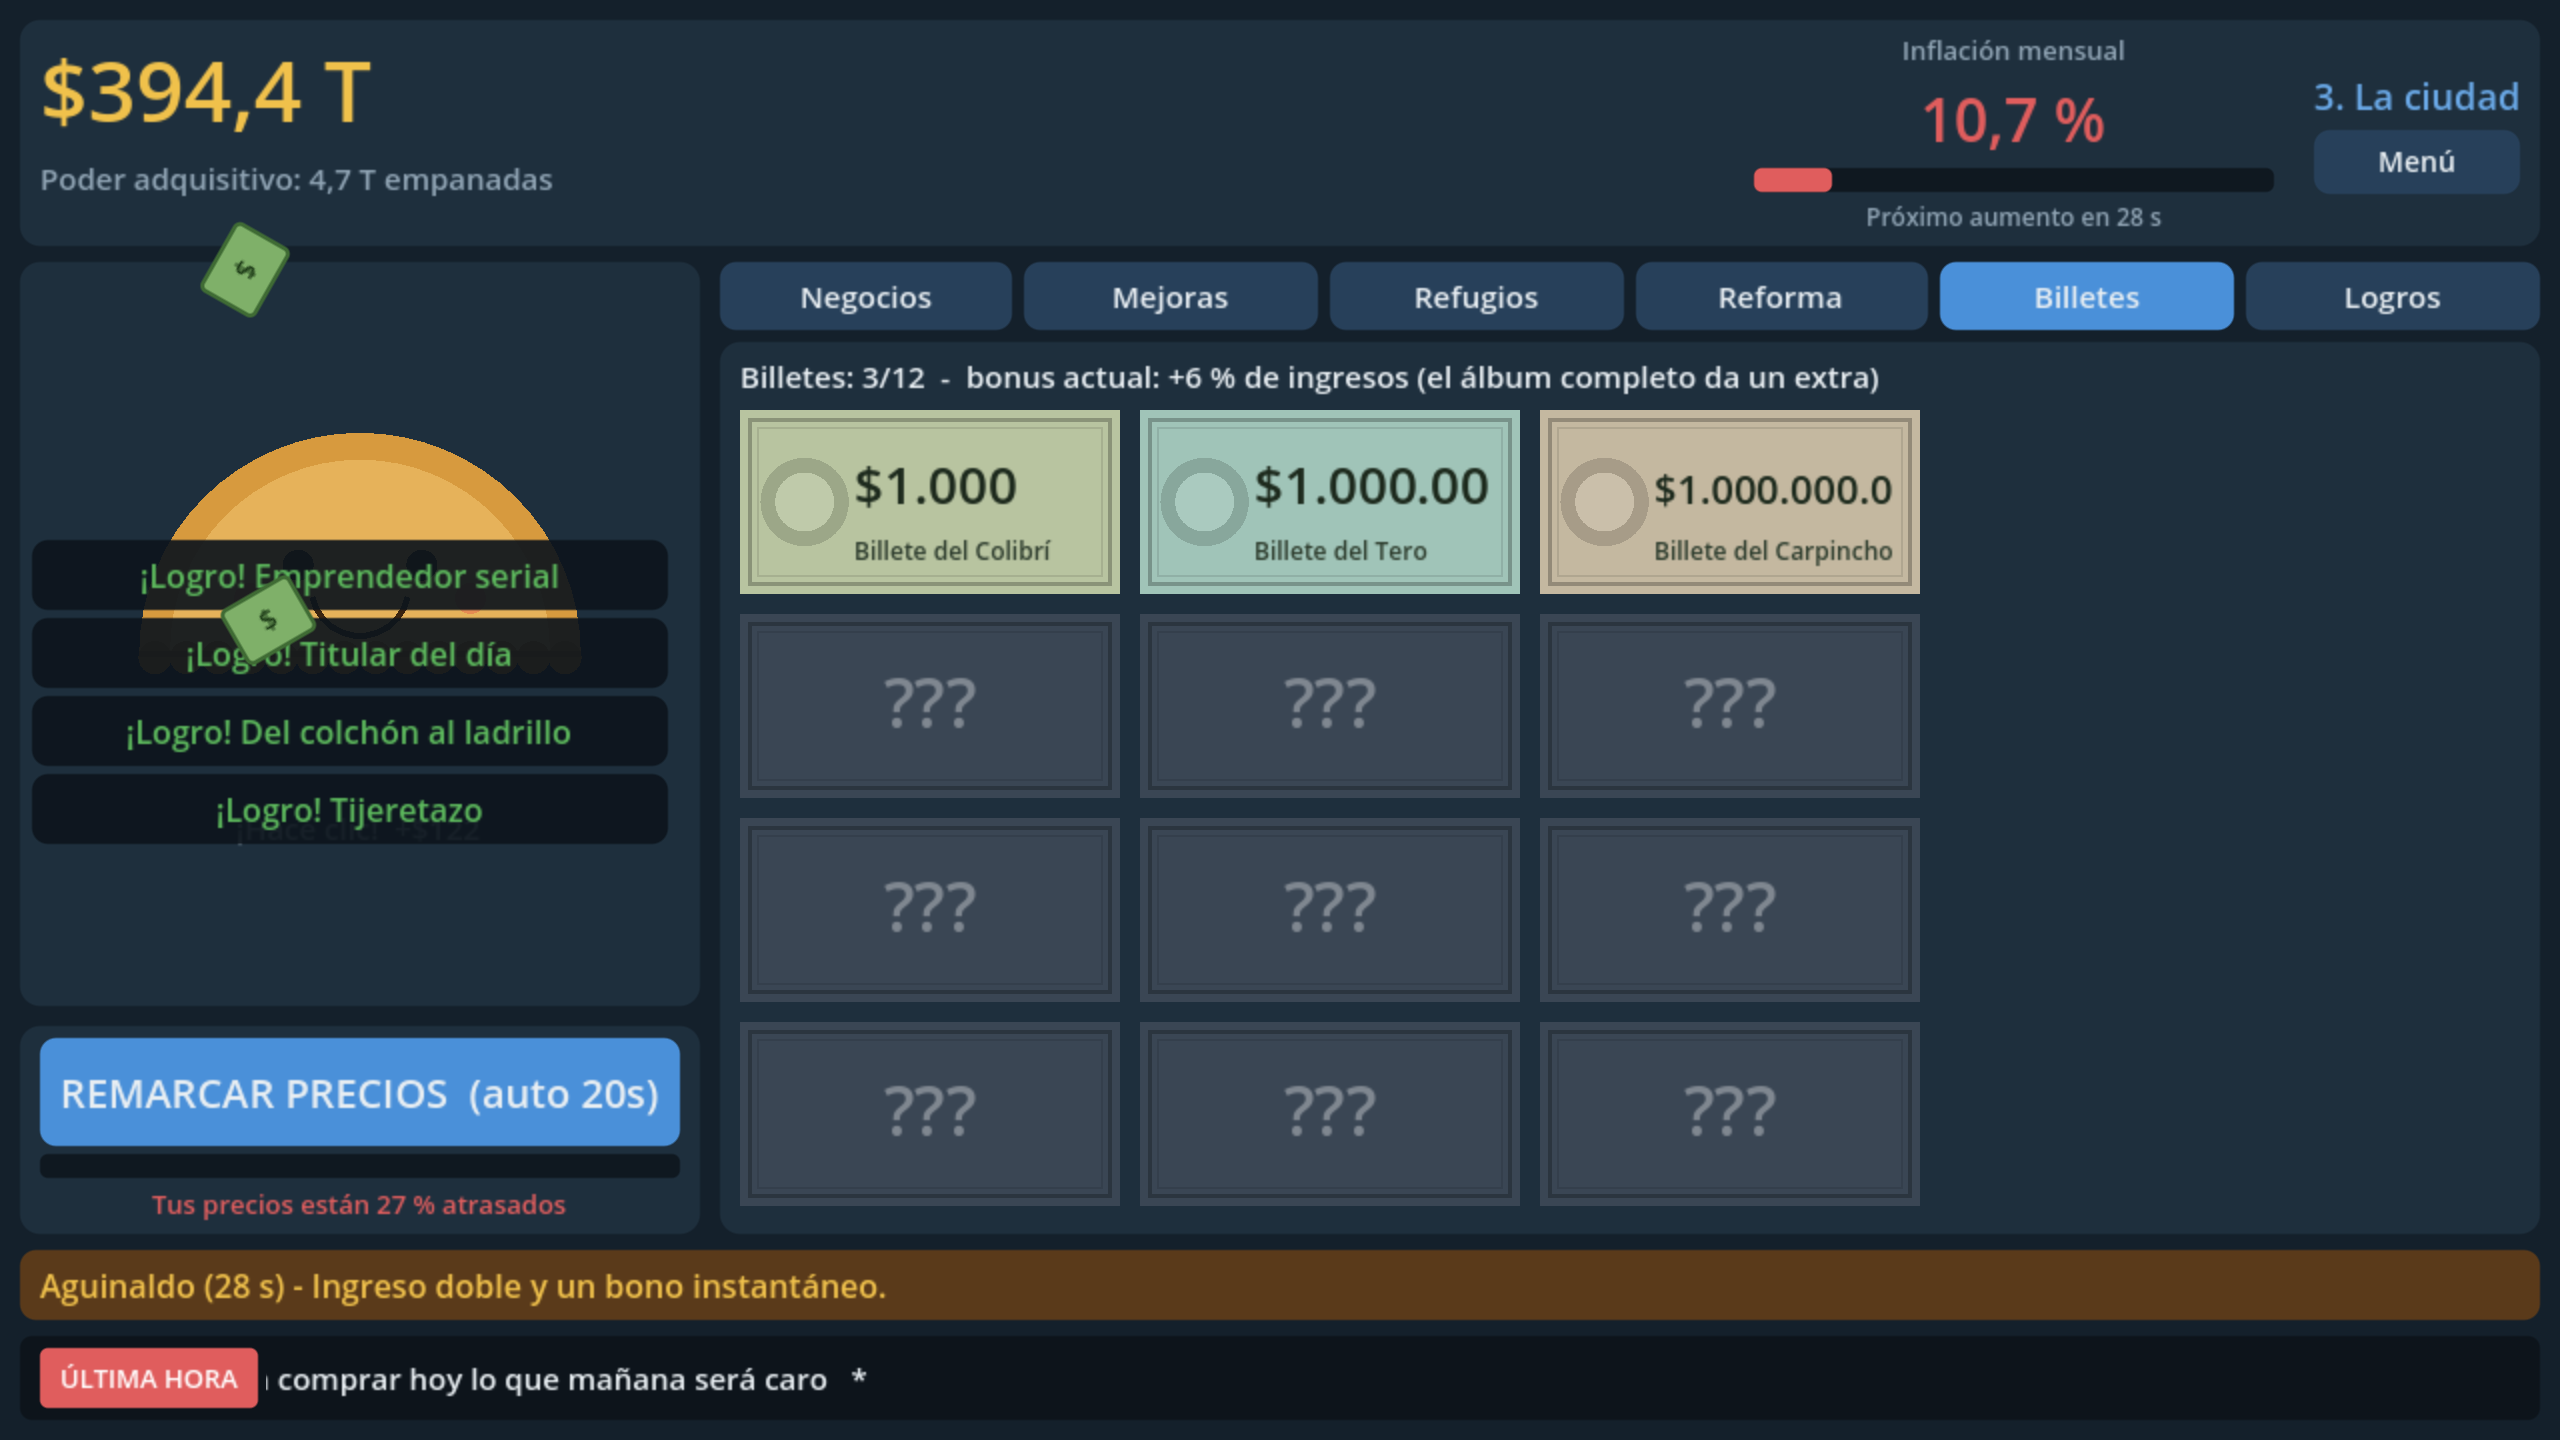 $394,4 T
Poder adquisitivo: 4,7 T empanadas
Inflación mensual
10,7 %
Próximo aumento en 28 s
3. La ciudad
Menú
$
Negocios
Mejoras
Refugios
Reforma
Billetes
Logros
Billetes: 3/12 - bonus actual: +6 % de ingresos (el álbum completo da un extra)
$1.000
Billete del Colibrí
$1.000.00
Billete del Tero
$1.000.000.0
Billete del Carpincho
???
???
???
???
???
???
???
???
???
¡Logro! Emprendedor serial
$
¡Logro! Titular del día
¡Logro! Del colchón al ladrillo
¡Logro! Tijeretazo
¡Hacé clic! +$122
REMARCAR PRECIOS (auto 20s)
Tus precios están 27 % atrasados
Aguinaldo (28 s) - Ingreso doble y un bono instantáneo.
ÚLTIMA HORA
comprar hoy lo que mañana será caro *